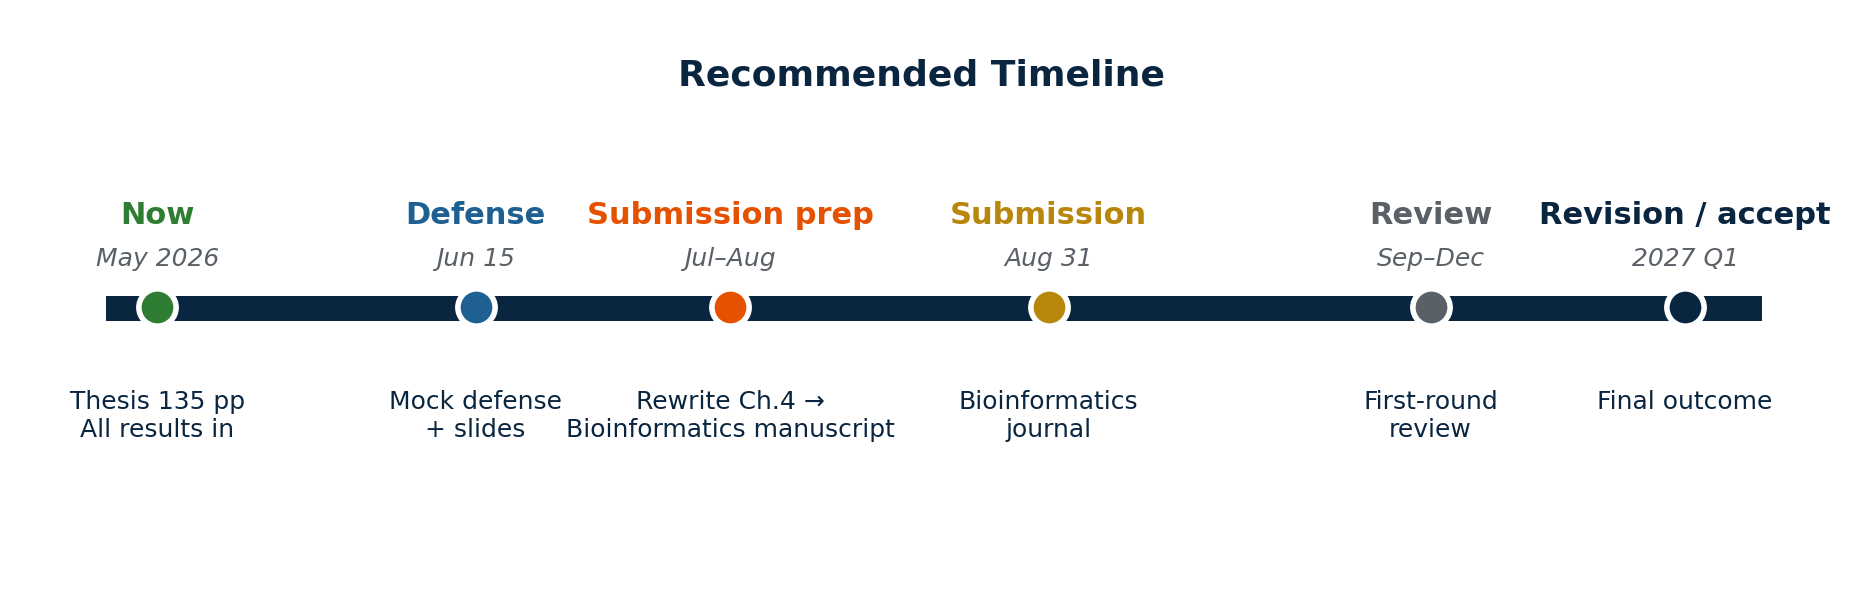 Recommended Timeline
Now
May 2026
Thesis 135 pp
All results in
Defense
Jun 15
Mock defense
+ slides
Submission prep
Jul–Aug
Rewrite Ch.4 →
Bioinformatics manuscript
Submission
Aug 31
Bioinformatics
journal
Review
Sep–Dec
First-round
review
Revision / accept
2027 Q1
Final outcome